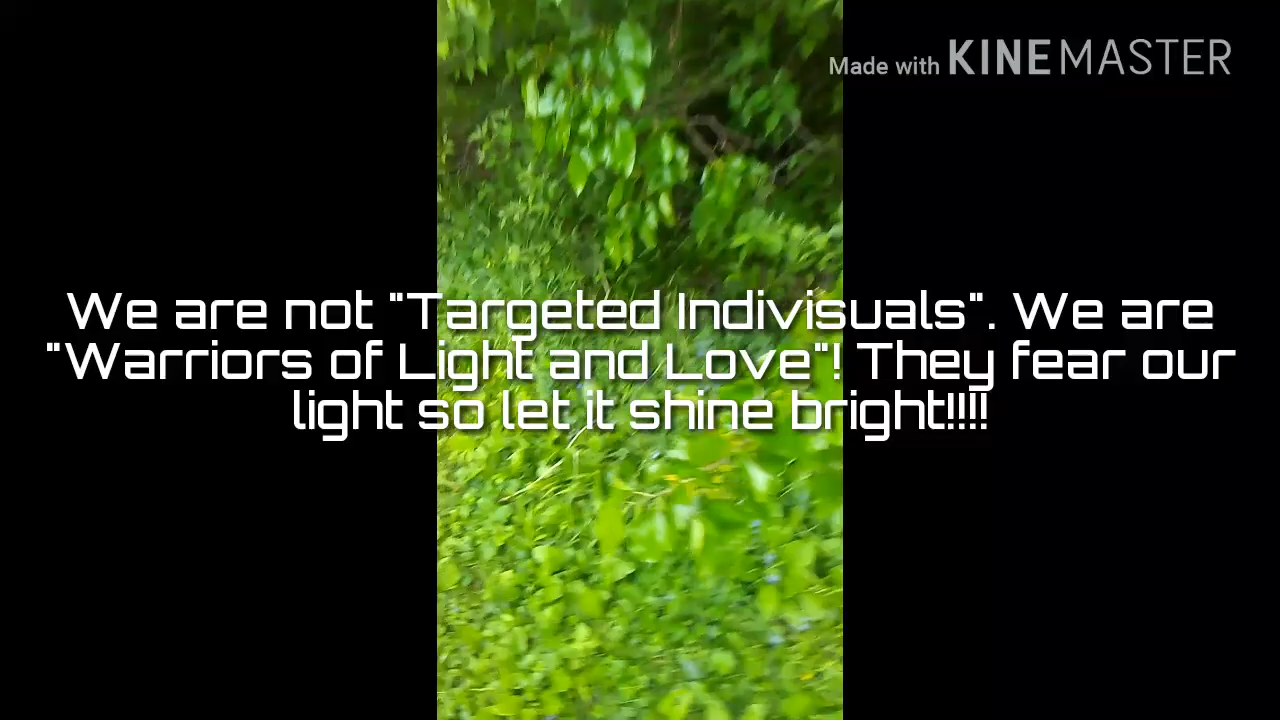 Made with KINEMASTER
We are not "Targeted Indivisuals". We are
"Warriors of Light and Love"! They fear our
light so let it shine bright!!!!